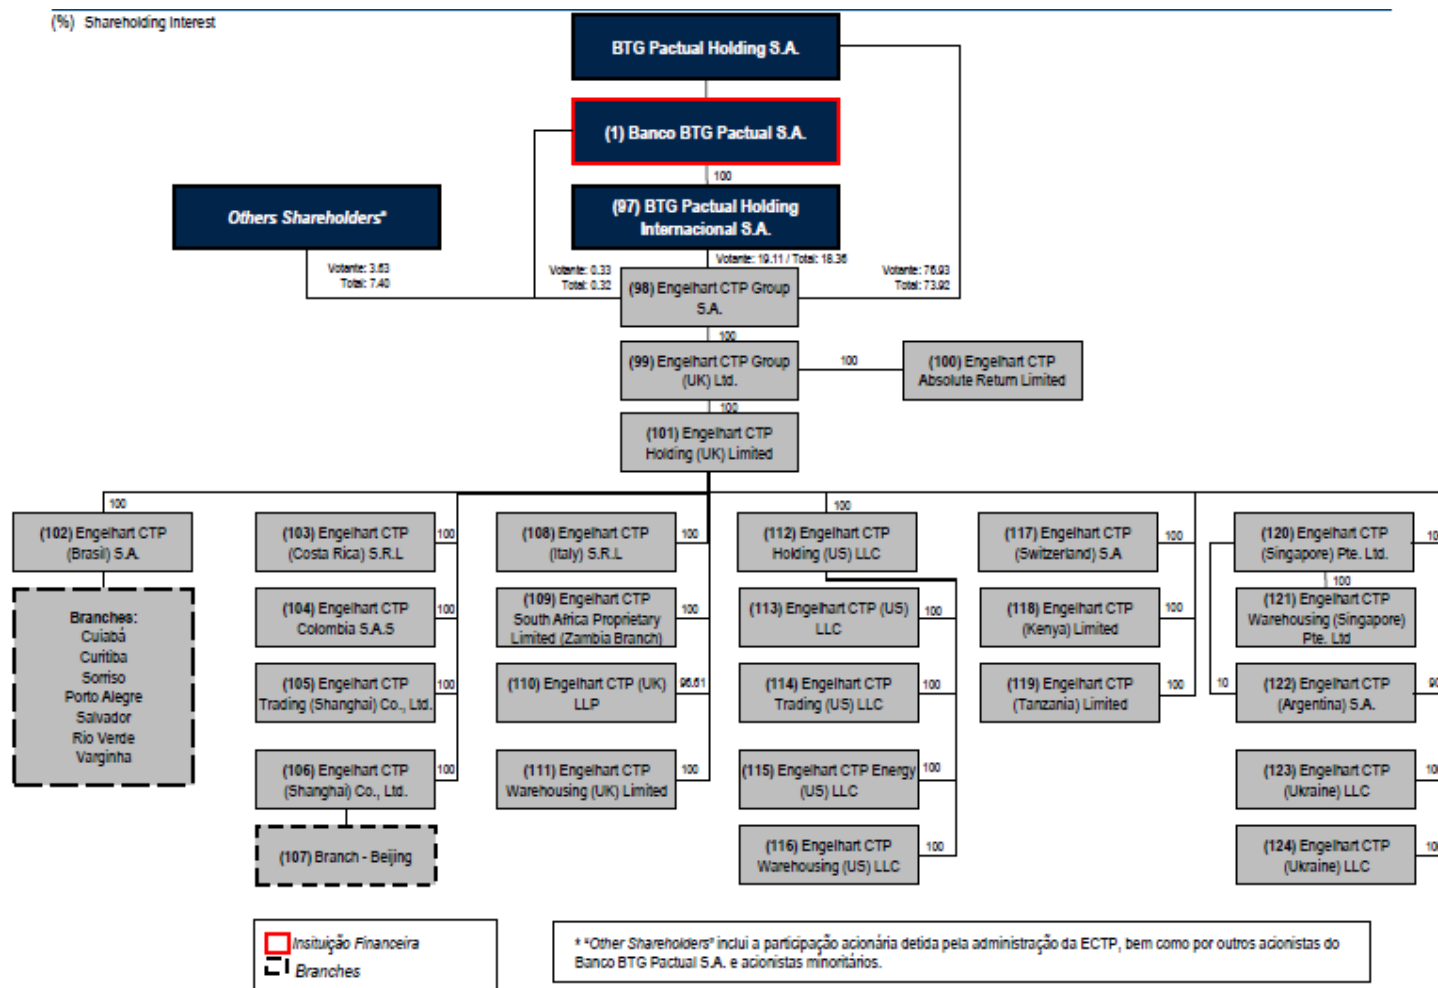 (%) Shareholding Interest
BTG Pactual Holding S.A.
(1) Banco BTG Pactual S.A.
100
Others Shareholders*
(97) BTG Pactual Holding
Internacional S.A.
Votante: 3.63
Total: 7.40
Votante: 0.33
Total: 0.32
Votante: 19.11 / Total: 18.36
Votante: 76.93
Total: 73.92
(98) Engelhart CTP Group
S.A.
100
(99) Engelhart CTP Group
(UK) Ltd.
100
(100) Engelhart CTP
Absolute Return Limited
100
(101) Engelhart CTP
Holding (UK) Limited
100
(102) Engelhart CTP
(Brasil) S.A.
Branches:
Cuiabá
Curitiba
Sorriso
Porto Alegre
Salvador
Rio Verde
Varginha
(103) Engelhart CTP
(Costa Rica) S.R.L
100
(104) Engelhart CTP
Colombia S.A.S
100
(105) Engelhart CTP
Trading (Shanghai) Co., Ltd.
100
(106) Engelhart CTP
(Shanghai) Co., Ltd.
100
(107) Branch - Beijing
(108) Engelhart CTP
(Italy) S.R.L
100
(109) Engelhart CTP
South Africa Proprietary
Limited (Zambia Branch)
100
(110) Engelhart CTP (UK)
LLP
96.61
(111) Engelhart CTP
Warehousing (UK) Limited
100
100
(112) Engelhart CTP
Holding (US) LLC
(113) Engelhart CTP (US)
LLC
100
(114) Engelhart CTP
Trading (US) LLC
100
(115) Engelhart CTP Energy
(US) LLC
100
(116) Engelhart CTP
Warehousing (US) LLC
100
(117) Engelhart CTP
(Switzerland) S.A
100
(118) Engelhart CTP
(Kenya) Limited
100
(119) Engelhart CTP
(Tanzania) Limited
100
(120) Engelhart CTP
(Singapore) Pte. Ltd.
100
(121) Engelhart CTP
Warehousing (Singapore)
Pte. Ltd
10
(122) Engelhart CTP
(Argentina) S.A.
90
(123) Engelhart CTP
(Ukraine) LLC
(124) Engelhart CTP
(Ukraine) LLC
Insituição Financeira
Branches
* "Other Shareholders" inclui a participação acionária detida pela administração da ECTP, bem como por outros acionistas do
Banco BTG Pactual S.A. e acionistas minoritários.